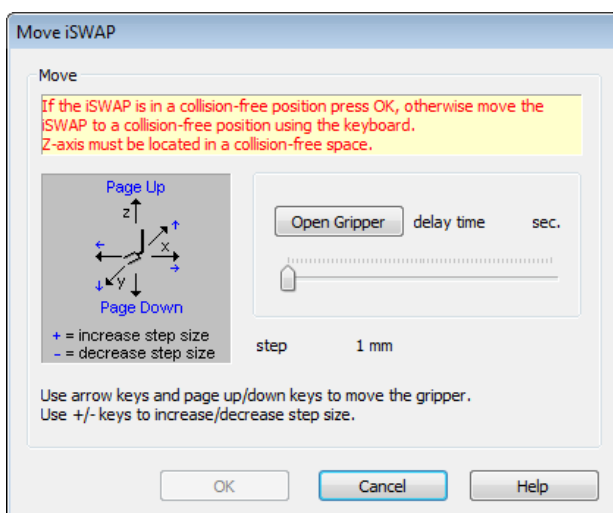 Move iSWAP
Move
If the iSWAP is in a collision-free position press OK, otherwise move the
iSWAP to a collision-free position using the keyboard.
Z-axis must be located in a collision-free space.
Page Up
z
x
y
Page Down
+ = increase step size
- = decrease step size
Open Gripper delay time sec.
step 1 mm
Use arrow keys and page up/down keys to move the gripper.
Use +/- keys to increase/decrease step size.
OK Cancel Help